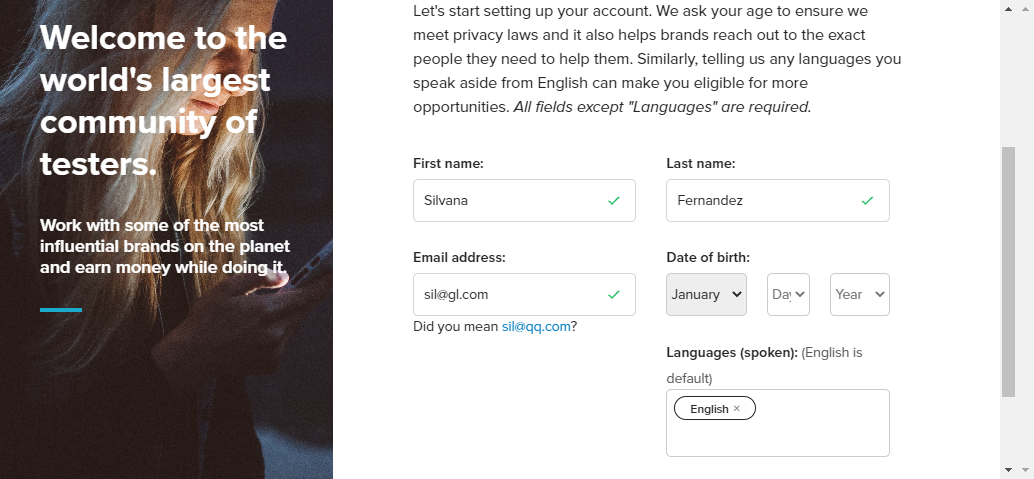 Welcome to the
world's largest
community of
testers.
Work with some of the most
influential brands on the planet
and earn money while doing it.
Let's start setting up your account. We ask your age to ensure we
meet privacy laws and it also helps brands reach out to the exact
people they need to help them. Similarly, telling us any languages you
speak aside from English can make you eligible for more
opportunities. All fields except "Languages" are required.
First name:
Last name:
Silvana
Fernandez
Email address:
Date of birth:
sil@gl.com
January
Day
Year
Did you mean sil@qq.com?
Languages (spoken): (English is
default)
English ×